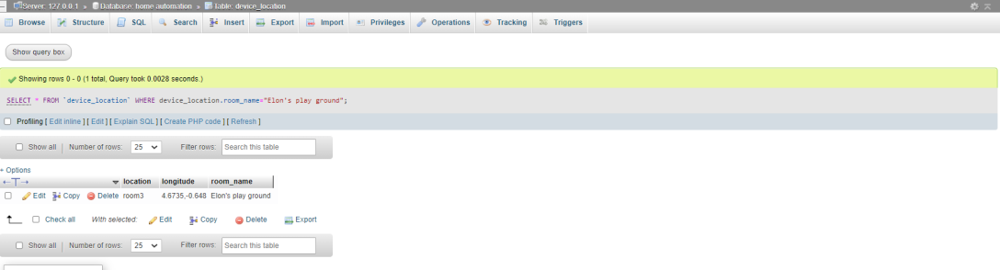 Server: 127.0.0.1 » Database: home automation » Table: device_location
Browse Structure SQL Search Insert Export Import Privileges Operations Tracking Triggers
Show query box
Showing rows 0 - 0 (1 total, Query took 0.0028 seconds.)
SELECT * FROM `device_location` WHERE device_location.room_name="Elon's play ground";
Profiling [ Edit inline ] [ Edit ] [ Explain SQL ] [ Create PHP code ] [ Refresh ]
Show all | Number of rows: 25 Filter rows: Search this table
+ Options
←T→ location longitude room_name
Edit Copy Delete room3 4.6735,-0.648 Elon's play ground
Check all With selected: Edit Copy Delete Export
Show all | Number of rows: 25 Filter rows: Search this table